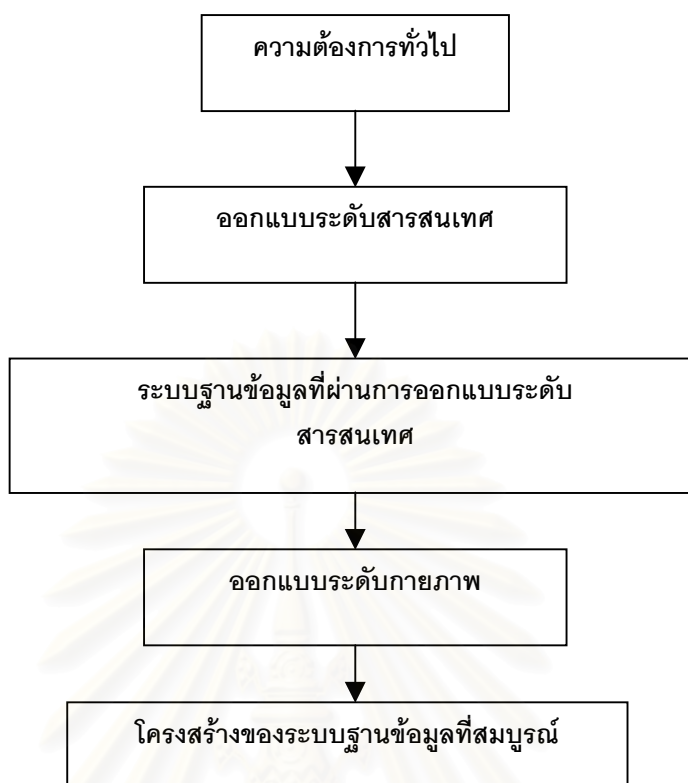 ความต้องการทั่วไป
ออกแบบระดับสารสนเทศ
ระบบฐานข้อมูลที่ผ่านการออกแบบระดับ
สารสนเทศ
ออกแบบระดับกายภาพ
โครงสร้างของระบบฐานข้อมูลที่สมบูรณ์